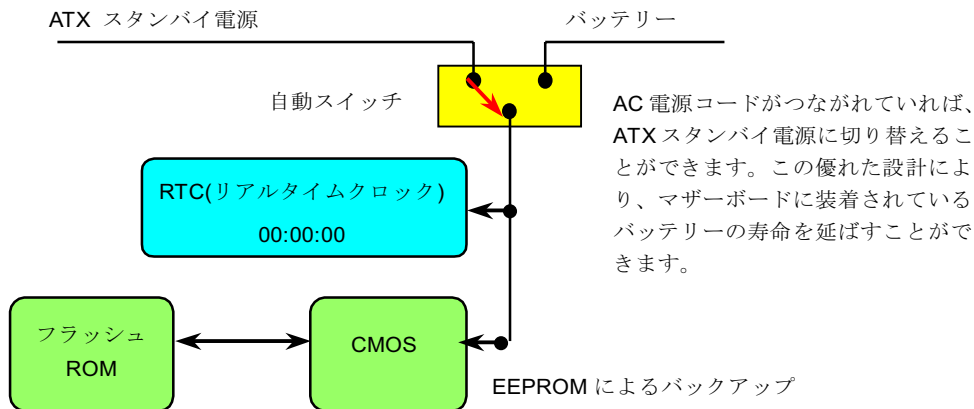 ATX スタンバイ電源
バッテリー
自動スイッチ
AC 電源コードがつながれていれば、
ATX スタンバイ電源に切り替えるこ
とができます。この優れた設計によ
り、マザーボードに装着されている
バッテリーの寿命を延ばすことがで
きます。
RTC(リアルタイムクロック)
00:00:00
フラッシュ
ROM
CMOS
EEPROM によるバックアップ